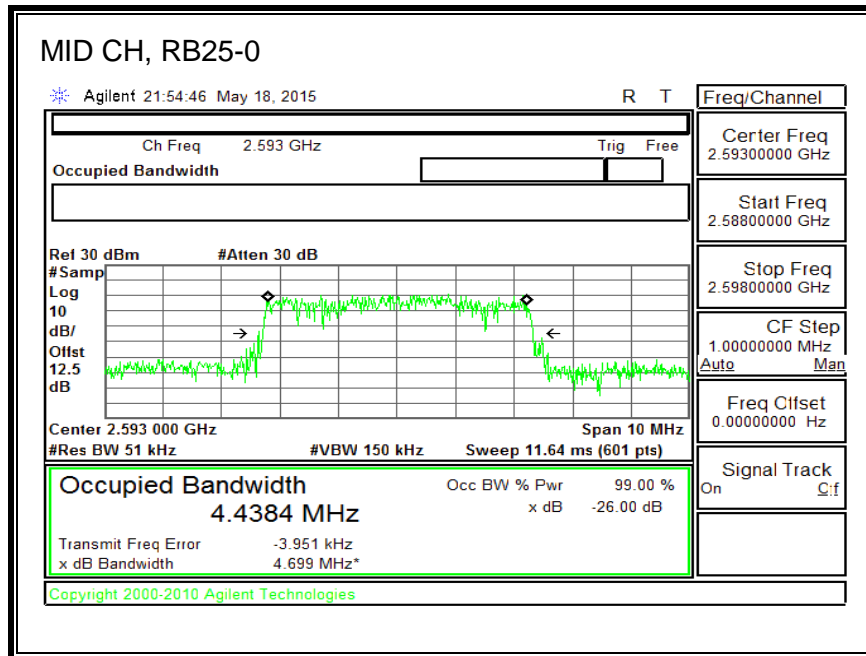 MID CH, RB25-0
Agilent 21:54:46 May 18, 2015 R T
Freq/Channel
Ch Freq 2.593 GHz Trig Free
Occupied Bandwidth
Center Freq
2.59300000 GHz
Start Freq
2.58800000 GHz
Stop Freq
2.59800000 GHz
CF Step
1.00000000 MHz
Auto Man
Freq Offset
0.00000000 Hz
Signal Track
On Off
Ref 30 dBm #Atten 30 dB
#Samp
Log
10
dB/
Offst
12.5
dB
Center 2.593 000 GHz Span 10 MHz
#Res BW 51 kHz #VBW 150 kHz Sweep 11.64 ms (601 pts)
Occupied Bandwidth Occ BW % Pwr 99.00 %
4.4384 MHz x dB -26.00 dB
Transmit Freq Error -3.951 kHz
x dB Bandwidth 4.699 MHz*
Copyright 2000-2010 Agilent Technologies